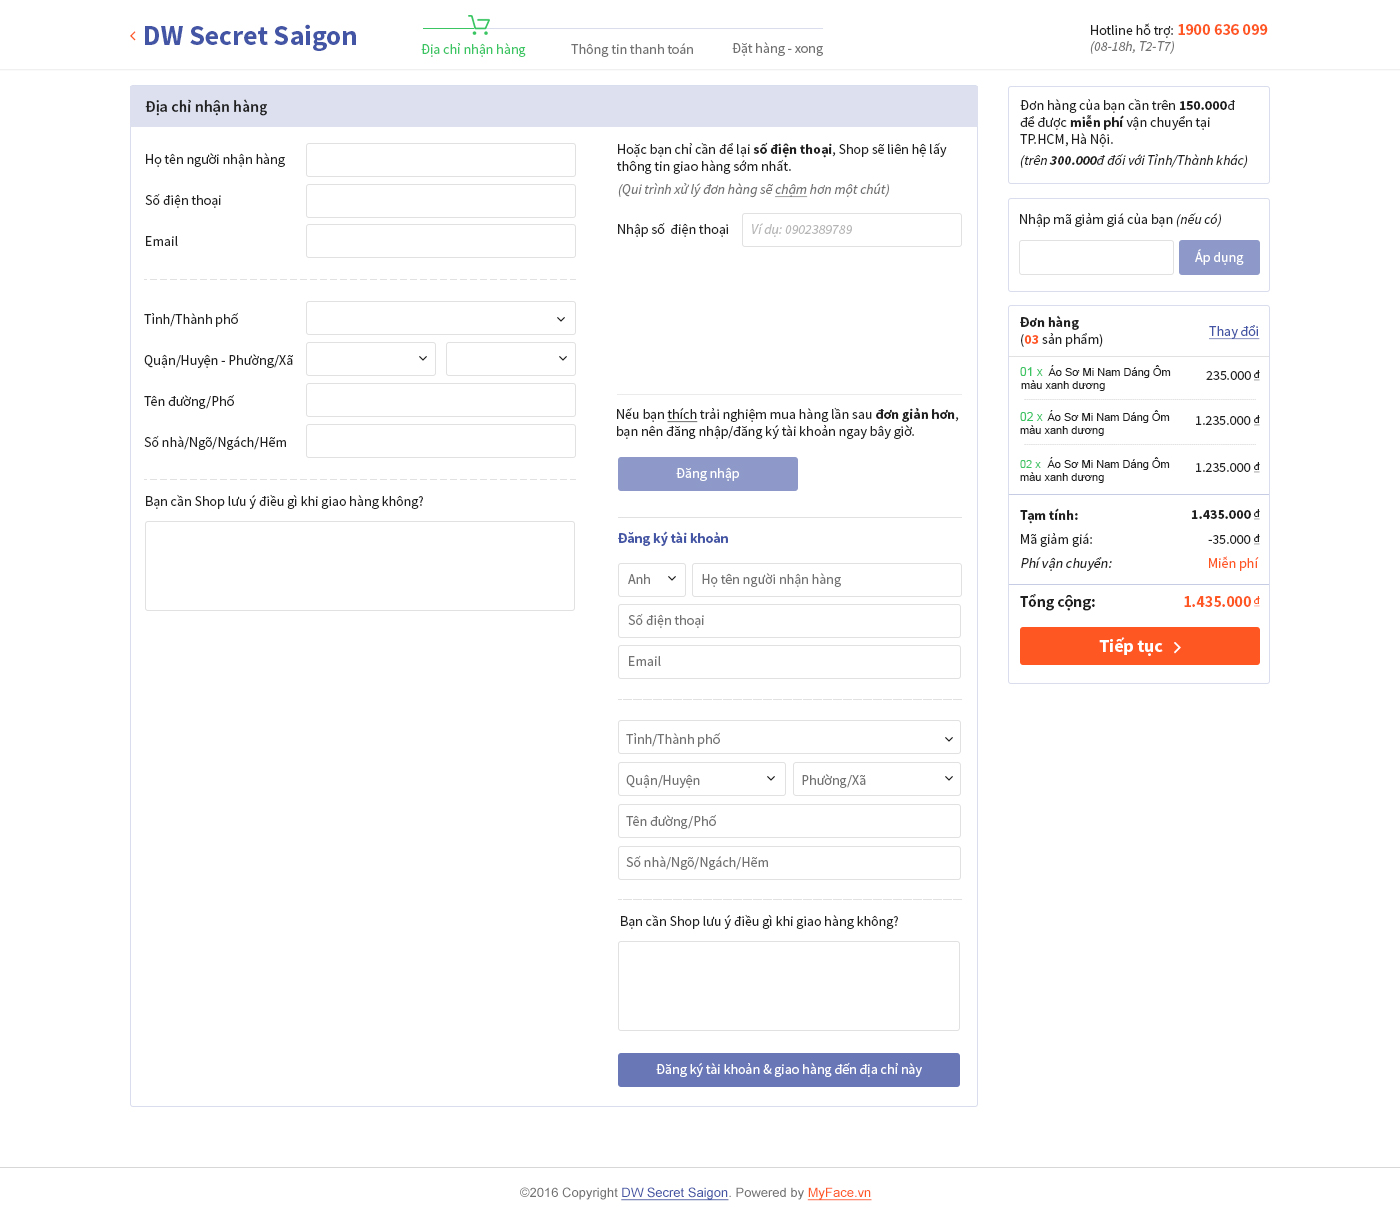 DW Secret Saigon
Địa chỉ nhận hàng
Thông tin thanh toán
Đặt hàng - xong
Hotline hỗ trợ: 1900 636 099
(08-18h, T2-T7)
Địa chỉ nhận hàng
Họ tên người nhận hàng
Số điện thoại
Email
Tỉnh/Thành phố
Quận/Huyện - Phường/Xã
Tên đường/Phố
Số nhà/Ngõ/Ngách/Hẽm
Bạn cần Shop lưu ý điều gì khi giao hàng không?
Hoặc bạn chỉ cần để lại số điện thoại, Shop sẽ liên hệ lấy
thông tin giao hàng sớm nhất.
(Qui trình xử lý đơn hàng sẽ chậm hơn một chút)
Nhập số điện thoại
Ví dụ: 0902389789
Nếu bạn thích trải nghiệm mua hàng lần sau đơn giản hơn,
bạn nên đăng nhập/đăng ký tài khoản ngay bây giờ.
Đăng nhập
Đăng ký tài khoản
Anh
Họ tên người nhận hàng
Số điện thoại
Email
Tỉnh/Thành phố
Quận/Huyện
Phường/Xã
Tên đường/Phố
Số nhà/Ngõ/Ngách/Hẽm
Bạn cần Shop lưu ý điều gì khi giao hàng không?
Đăng ký tài khoản & giao hàng đến địa chỉ này
Đơn hàng của bạn cần trên 150.000đ
để được miễn phí vận chuyển tại
TP.HCM, Hà Nội.
(trên 300.000đ đối với Tỉnh/Thành khác)
Nhập mã giảm giá của bạn (nếu có)
Áp dụng
Đơn hàng
(03 sản phẩm)
Thay đổi
01 x Áo Sơ Mi Nam Dáng Ôm
màu xanh dương
235.000 đ
02 x Áo Sơ Mi Nam Dáng Ôm
màu xanh dương
1.235.000 đ
02 x Áo Sơ Mi Nam Dáng Ôm
màu xanh dương
1.235.000 đ
Tạm tính: 1.435.000 đ
Mã giảm giá: -35.000 đ
Phí vận chuyển: Miễn phí
Tổng cộng: 1.435.000 đ
Tiếp tục
©2016 Copyright DW Secret Saigon. Powered by MyFace.vn